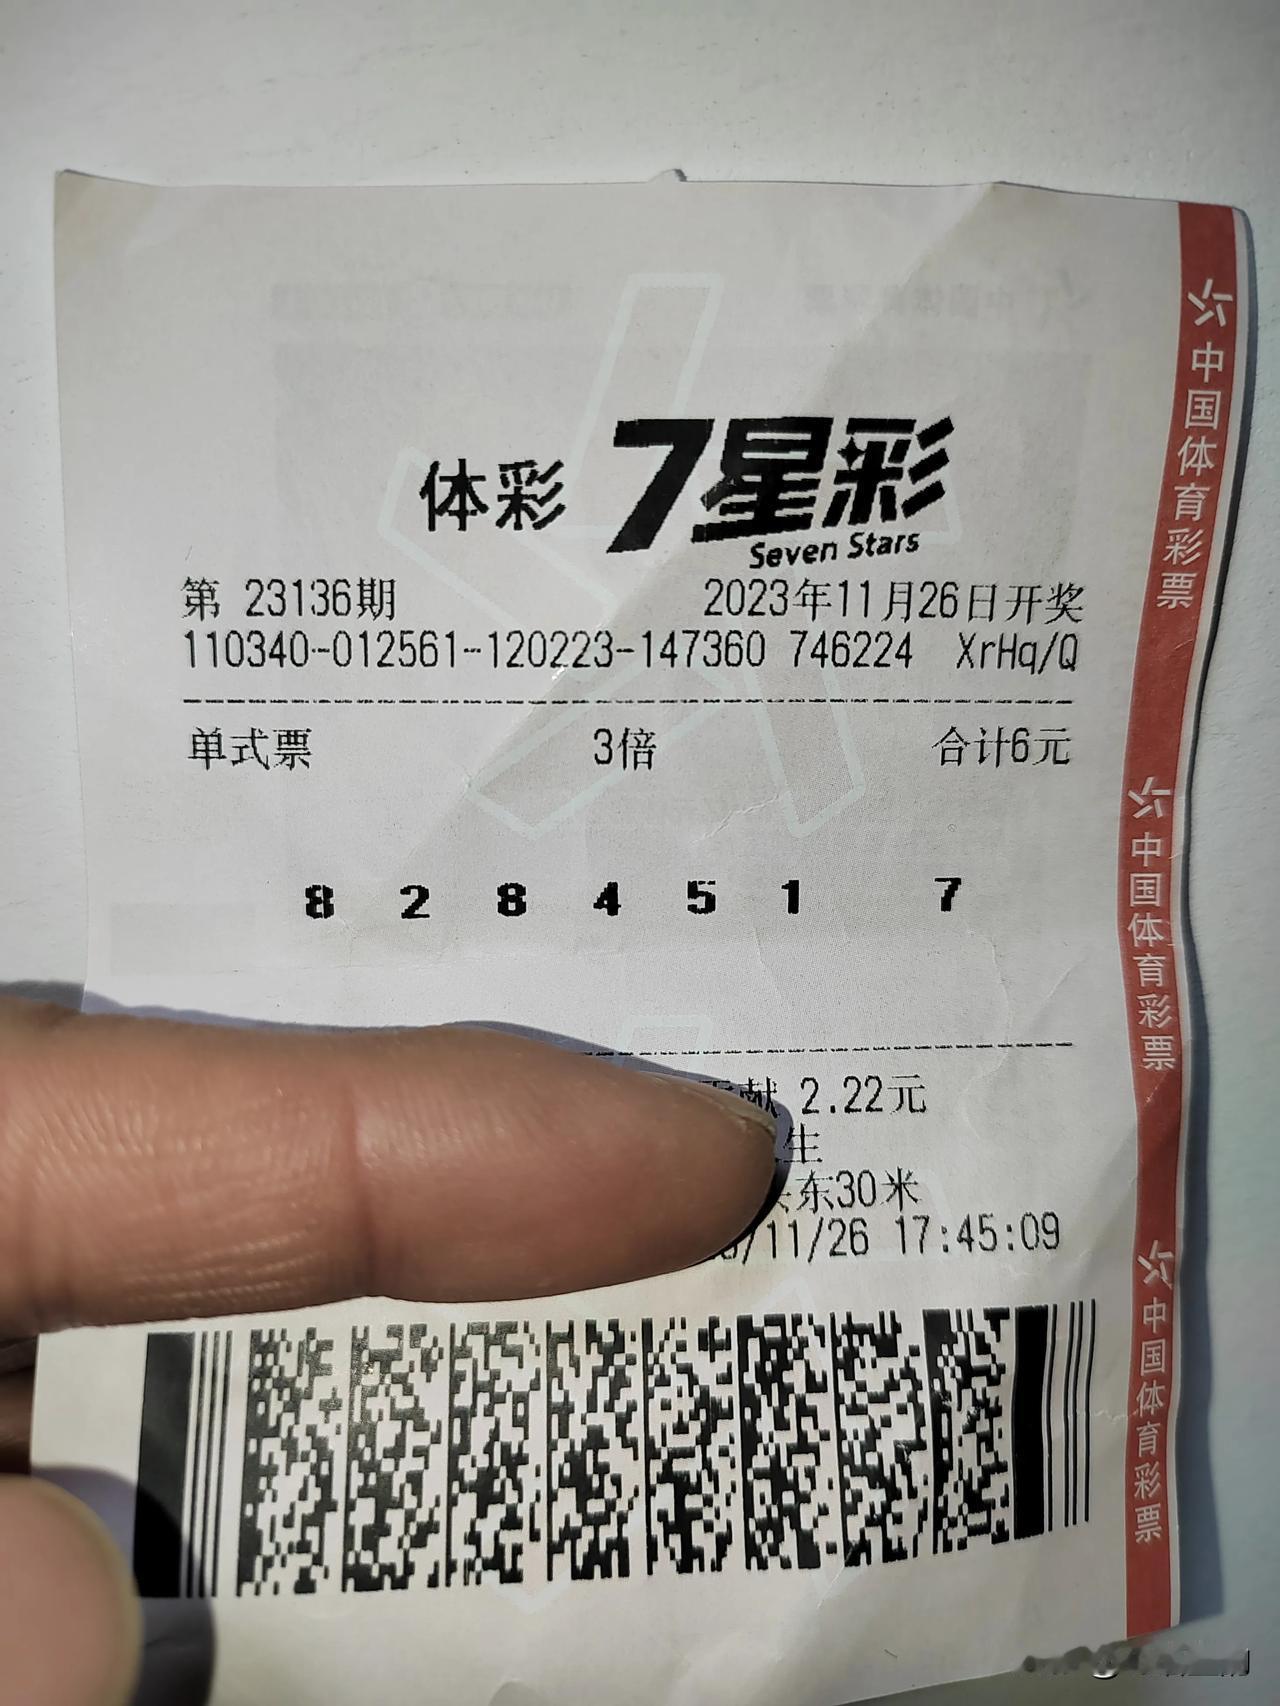 体彩 7星彩
Seven Stars
第 23136期 2023年11月26日开奖
110340-012561-120223-147360 746224 XrHq/Q
单式票 3倍 合计6元
8 2 8 4 5 1 7
献 2.22元
生
东30米
/11/26 17:45:09
中国体育彩票
中国体育彩票
中国体育彩票